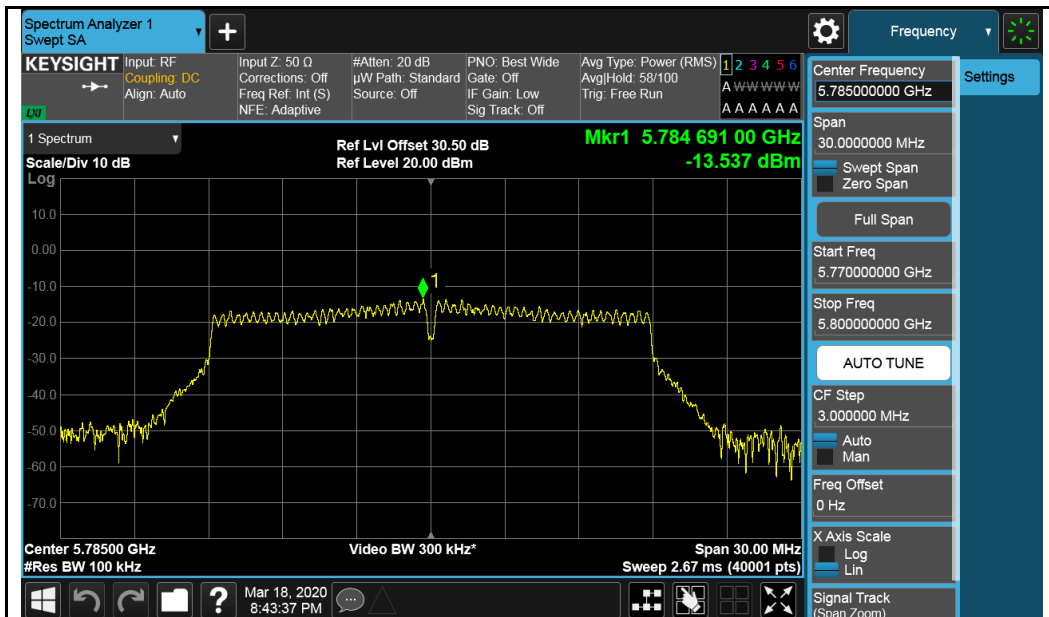 Spectrum Analyzer 1
Swept SA
+
Frequency
KEYSIGHT
Input: RF
Coupling: DC
Align: Auto
Input Z: 50 Ω
Corrections: Off
Freq Ref: Int (S)
NFE: Adaptive
#Atten: 20 dB
µW Path: Standard
Source: Off
PNO: Best Wide
Gate: Off
IF Gain: Low
Sig Track: Off
Avg Type: Power (RMS)
Avg|Hold: 58/100
Trig: Free Run
1 2 3 4 5 6
A W W W W W
A A A A A A
LXI
1 Spectrum
Scale/Div 10 dB
Log
Ref Lvl Offset 30.50 dB
Ref Level 20.00 dBm
Mkr1 5.784 691 00 GHz
-13.537 dBm
10.0
0.00
-10.0
-20.0
-30.0
-40.0
-50.0
-60.0
-70.0
1
Center 5.78500 GHz
#Res BW 100 kHz
Video BW 300 kHz*
Span 30.00 MHz
Sweep 2.67 ms (40001 pts)
Mar 18, 2020
8:43:37 PM
?
Settings
Center Frequency
5.785000000 GHz
Span
30.0000000 MHz
Swept Span
Zero Span
Full Span
Start Freq
5.770000000 GHz
Stop Freq
5.800000000 GHz
AUTO TUNE
CF Step
3.000000 MHz
Auto
Man
Freq Offset
0 Hz
X Axis Scale
Log
Lin
Signal Track
(Span Zoom)